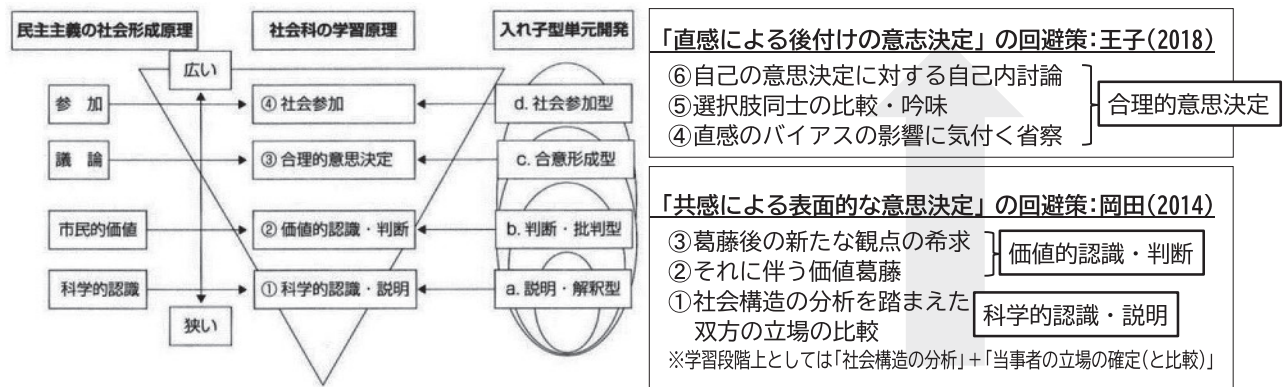 民主主義の社会形成原理
社会科の学習原理
入れ子型単元開発
広い
参 加
④ 社会参加
d. 社会参加型
議 論
③ 合理的意思決定
c. 合意形成型
市民的価値
② 価値的認識・判断
b. 判断・批判型
科学的認識
① 科学的認識・説明
a. 説明・解釈型
狭い
「直感による後付けの意志決定」の回避策:王子(2018)
⑥自己の意思決定に対する自己内討論
⑤選択肢同士の比較・吟味
④直感のバイアスの影響に気付く省察
合理的意思決定
「共感による表面的な意思決定」の回避策:岡田(2014)
③葛藤後の新たな観点の希求
②それに伴う価値葛藤
価値的認識・判断
①社会構造の分析を踏まえた
双方の立場の比較
科学的認識・説明
※学習段階上としては「社会構造の分析」+「当事者の立場の確定(と比較)」